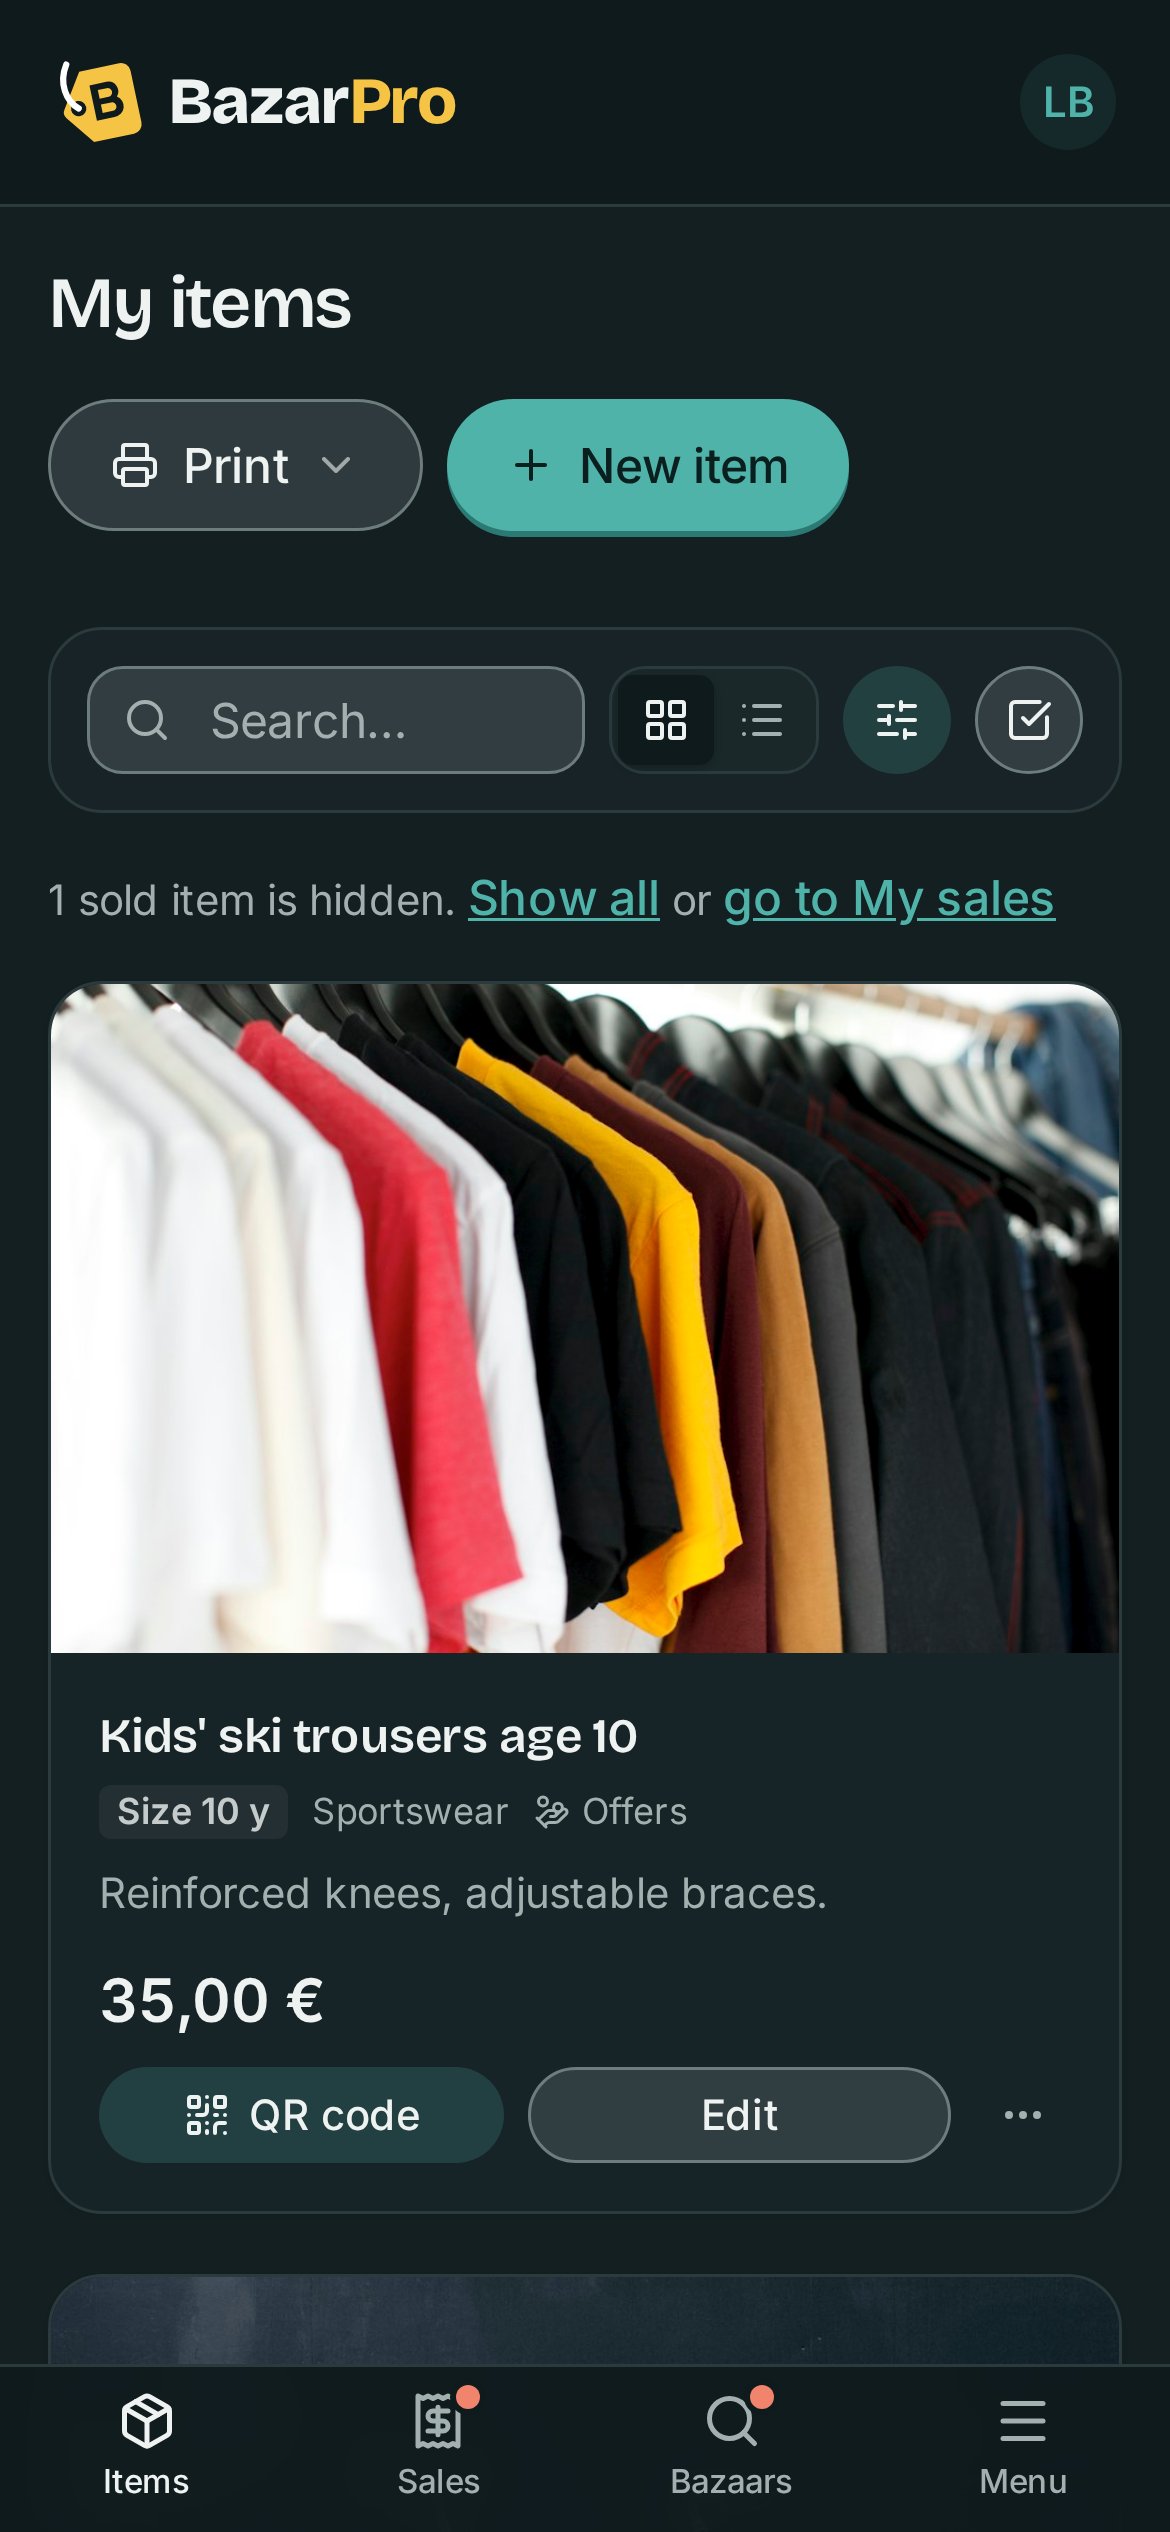 B BazarPro
LB
My items
Print
New item
Search...
1 sold item is hidden. Show all or go to My sales
Kids' ski trousers age 10
Size 10 y Sportswear Offers
Reinforced knees, adjustable braces.
35,00 €
QR code
Edit
Items
Sales
Bazaars
Menu